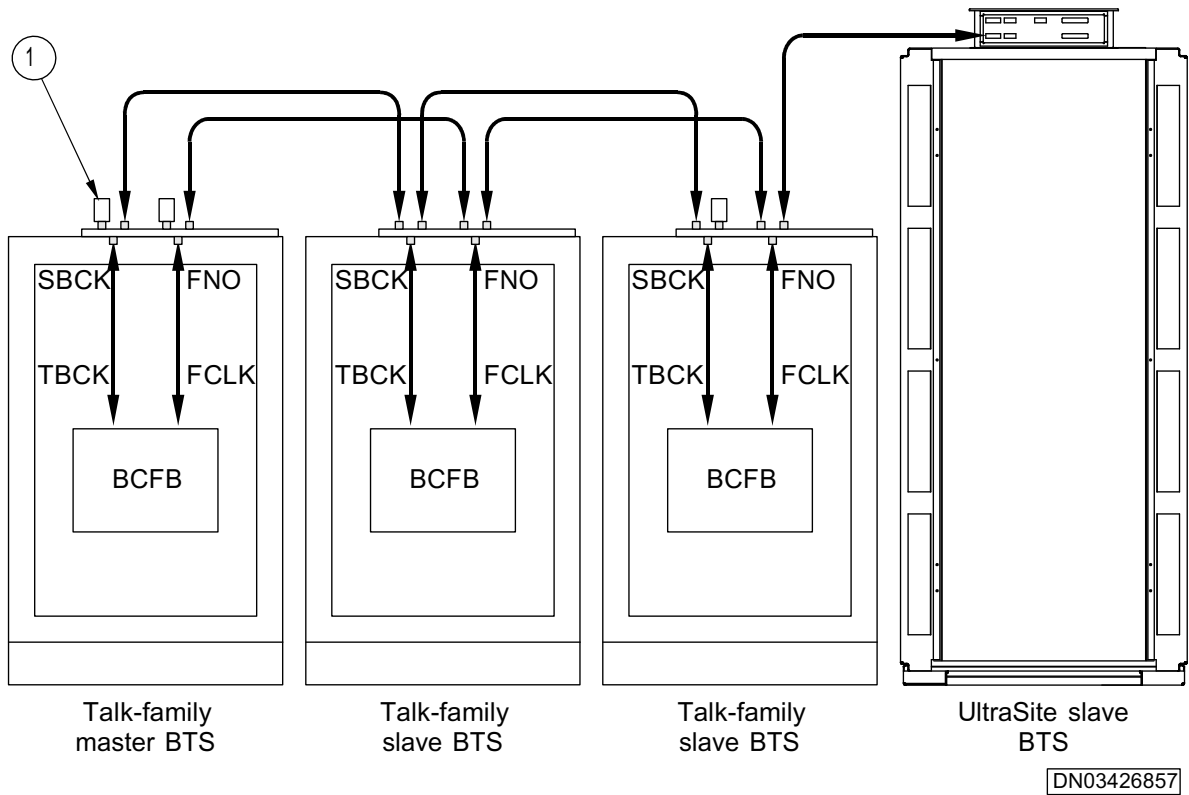 1
SBCK FNO SBCK FNO SBCK FNO
TBCK FCLK TBCK FCLK TBCK FCLK
BCFB BCFB BCFB
Talk-family Talk-family Talk-family UltraSite slave
master BTS slave BTS slave BTS BTS
DN03426857